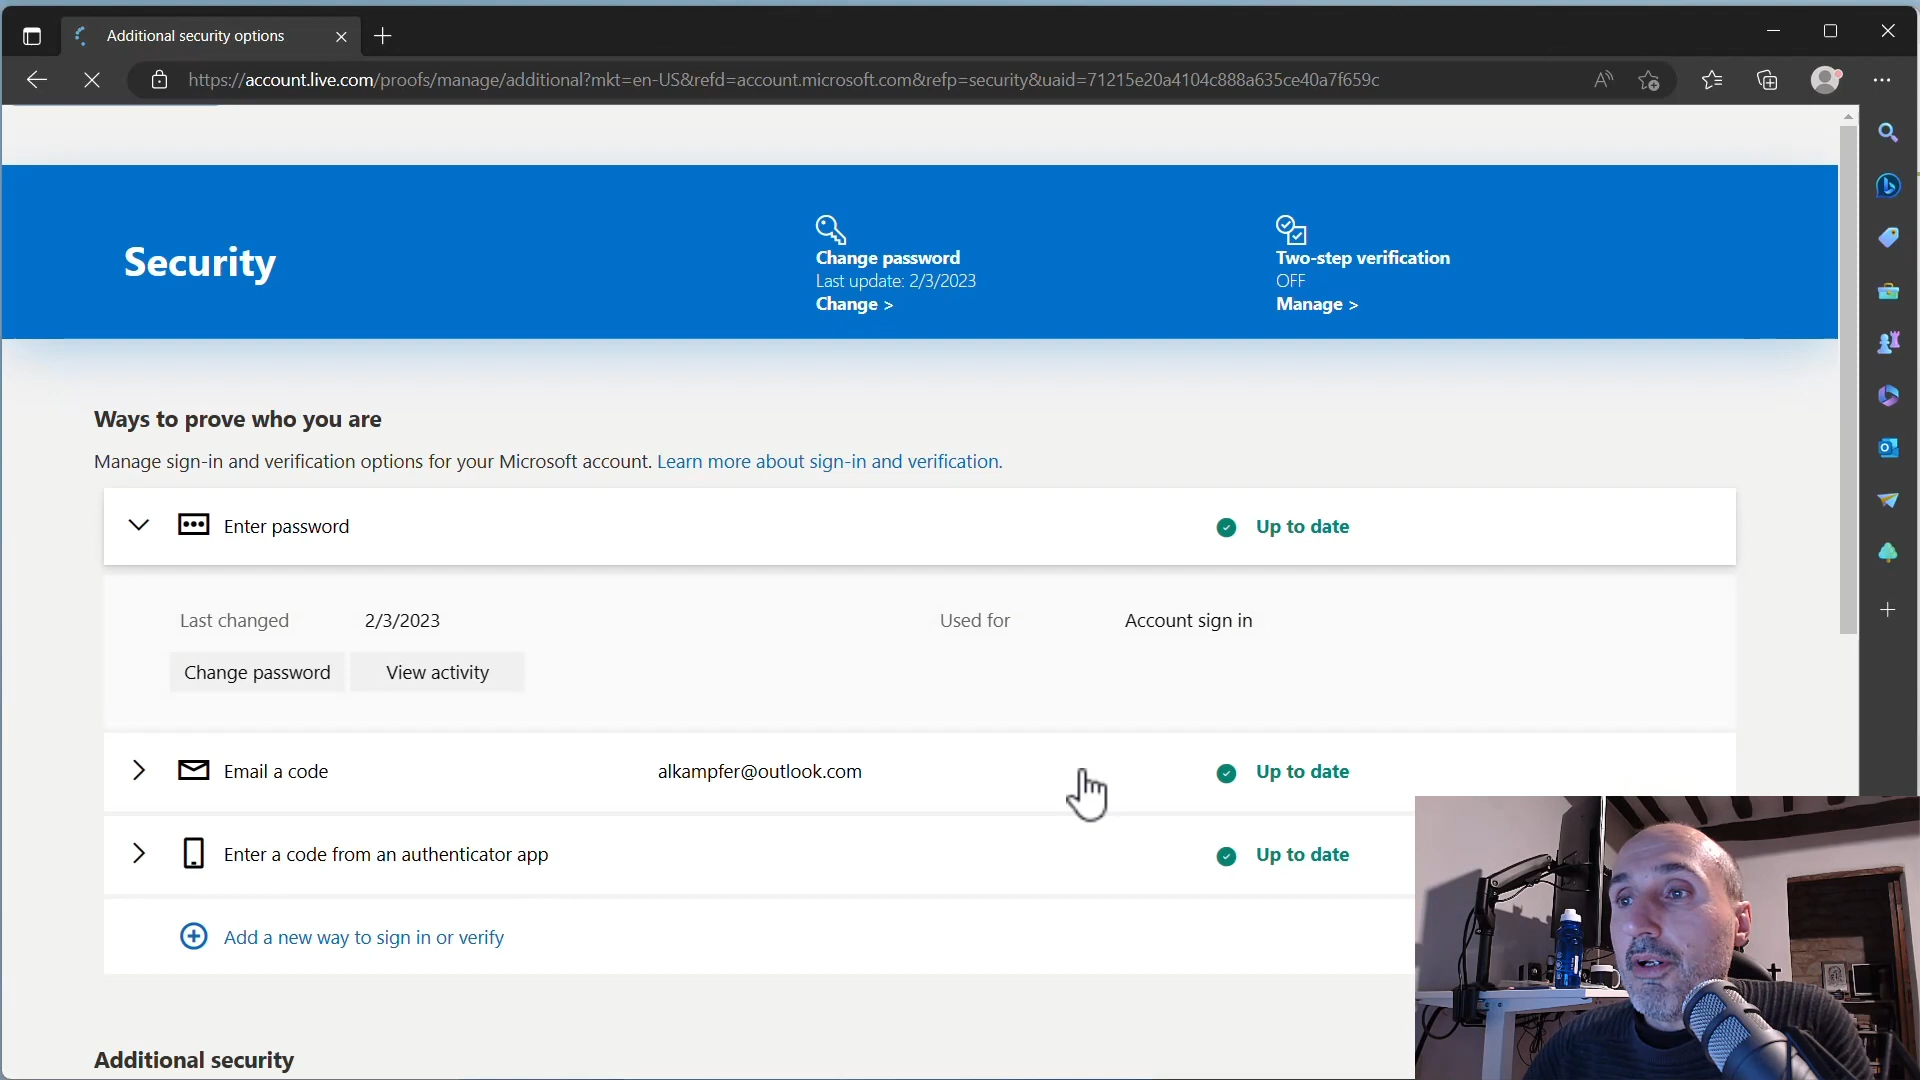 Additional security options
https://account.live.com/proofs/manage/additional?mkt=en-US&refd=account.microsoft.com&refp=security&uaid=71215e20a4104c888a635ce40a7f659c
Security
Change password
Last update: 2/3/2023
Change >
Two-step verification
OFF
Manage >
Ways to prove who you are
Manage sign-in and verification options for your Microsoft account. Learn more about sign-in and verification.
Enter password
Up to date
Last changed
2/3/2023
Used for
Account sign in
Change password
View activity
Email a code
alkampfer@outlook.com
Up to date
Enter a code from an authenticator app
Up to date
Add a new way to sign in or verify
Additional security